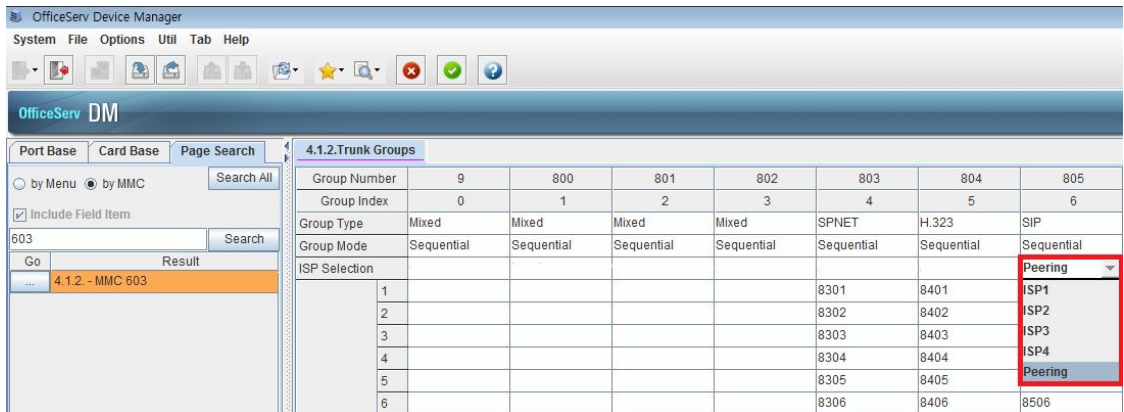 OfficeServ Device Manager
System File Options Util Tab Help
OfficeServ DM
Port Base Card Base Page Search 4.1.2.Trunk Groups
by Menu by MMC Search All
Include Field Item
603 Search
Go Result
... 4.1.2. - MMC 603
Group Number 9 800 801 802 803 804 805
Group Index 0 1 2 3 4 5 6
Group Type Mixed Mixed Mixed Mixed SPNET H.323 SIP
Group Mode Sequential Sequential Sequential Sequential Sequential Sequential Sequential
ISP Selection Peering
1 8301 8401 ISP1
2 8302 8402 ISP2
3 8303 8403 ISP3
4 8304 8404 ISP4
5 8305 8405 Peering
6 8306 8406 8506